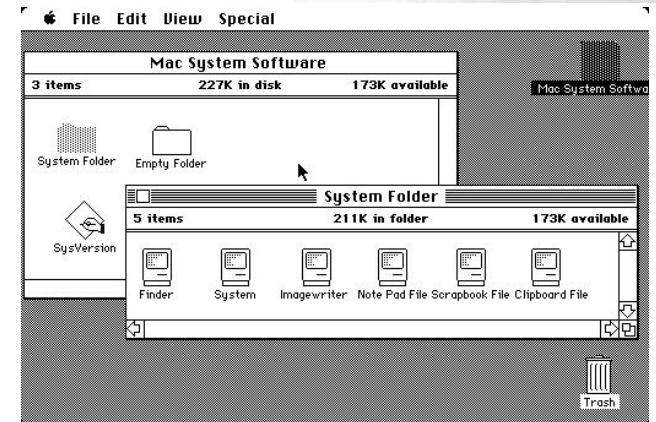 File Edit View Special
Mac System Software
3 items 227K in disk 173K available
Mac System Softwa
System Folder Empty Folder
SysVersion
System Folder
5 items 211K in folder 173K available
Finder System Imagewriter Note Pad File Scrapbook File Clipboard File
Trash